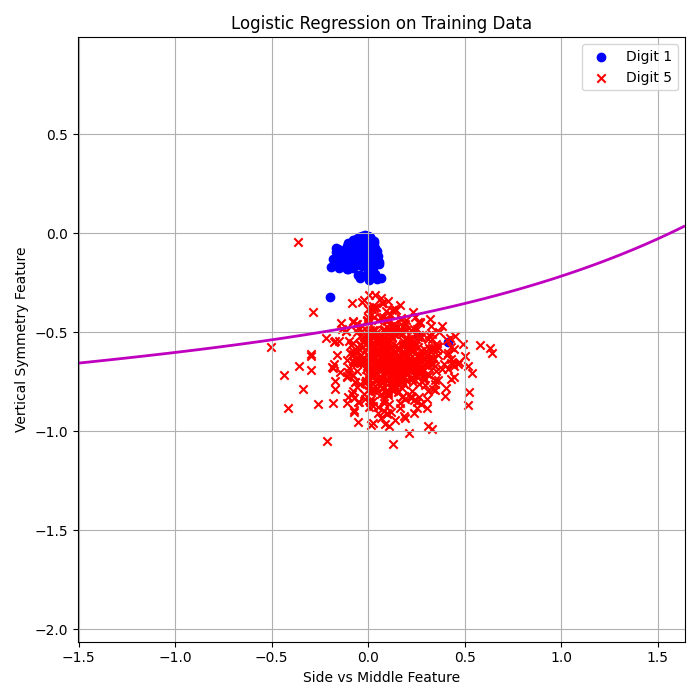 Logistic Regression on Training Data
Digit 1
Digit 5
0.5
0.0
−0.5
−1.0
−1.5
−2.0
Vertical Symmetry Feature
−1.5 −1.0 −0.5 0.0 0.5 1.0 1.5
Side vs Middle Feature